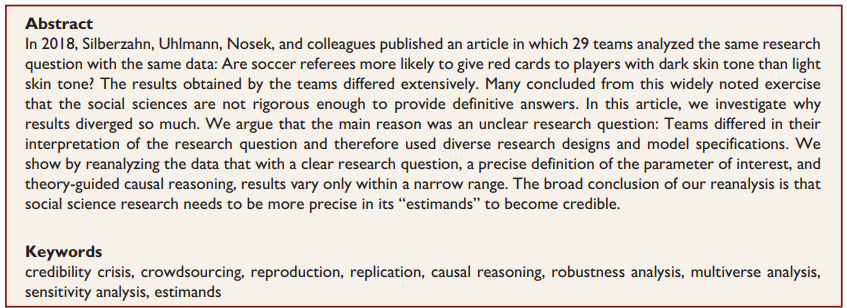 Abstract
In 2018, Silberzahn, Uhlmann, Nosek, and colleagues published an article in which 29 teams analyzed the same research
question with the same data: Are soccer referees more likely to give red cards to players with dark skin tone than light
skin tone? The results obtained by the teams differed extensively. Many concluded from this widely noted exercise
that the social sciences are not rigorous enough to provide definitive answers. In this article, we investigate why
results diverged so much. We argue that the main reason was an unclear research question: Teams differed in their
interpretation of the research question and therefore used diverse research designs and model specifications. We
show by reanalyzing the data that with a clear research question, a precise definition of the parameter of interest, and
theory-guided causal reasoning, results vary only within a narrow range. The broad conclusion of our reanalysis is that
social science research needs to be more precise in its “estimands” to become credible.
Keywords
credibility crisis, crowdsourcing, reproduction, replication, causal reasoning, robustness analysis, multiverse analysis,
sensitivity analysis, estimands